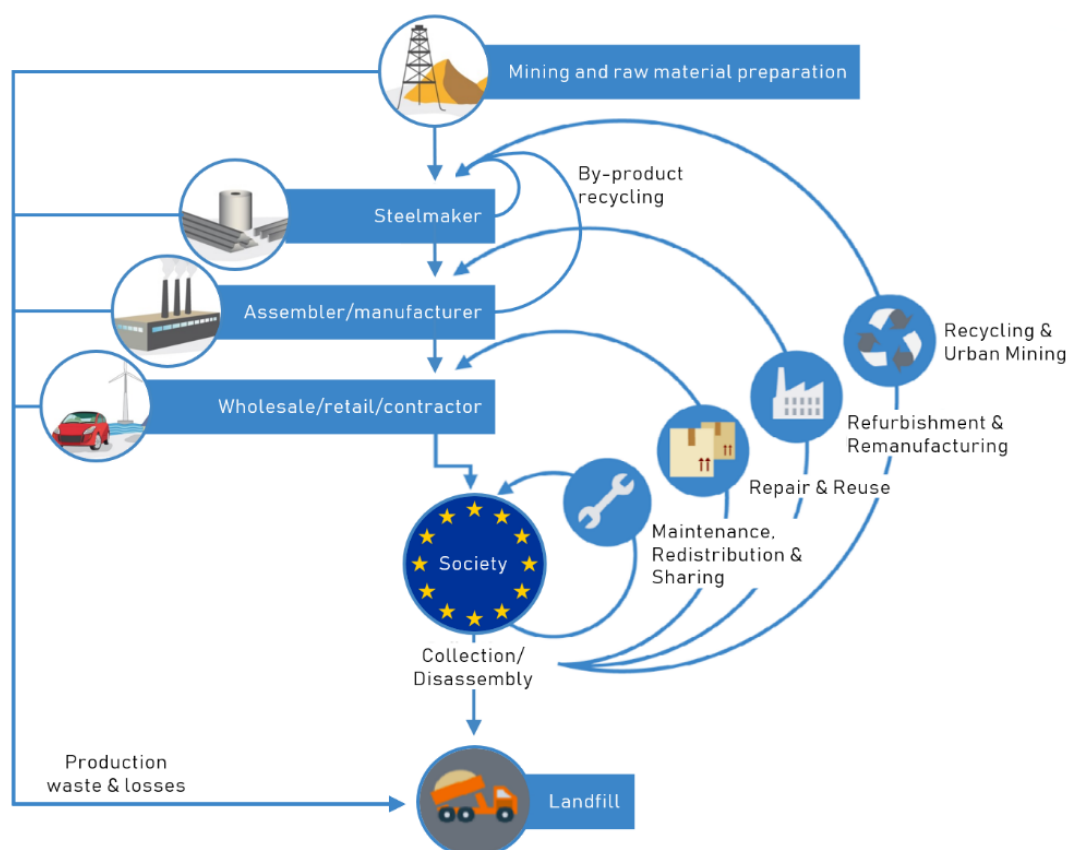 Mining and raw material preparation
By-product
recycling
Steelmaker
Assembler/manufacturer
Recycling &
Urban Mining
Wholesale/retail/contractor
Refurbishment &
Remanufacturing
Repair & Reuse
Maintenance,
Redistribution &
Sharing
Society
Collection/
Disassembly
Production
waste & losses
Landfill